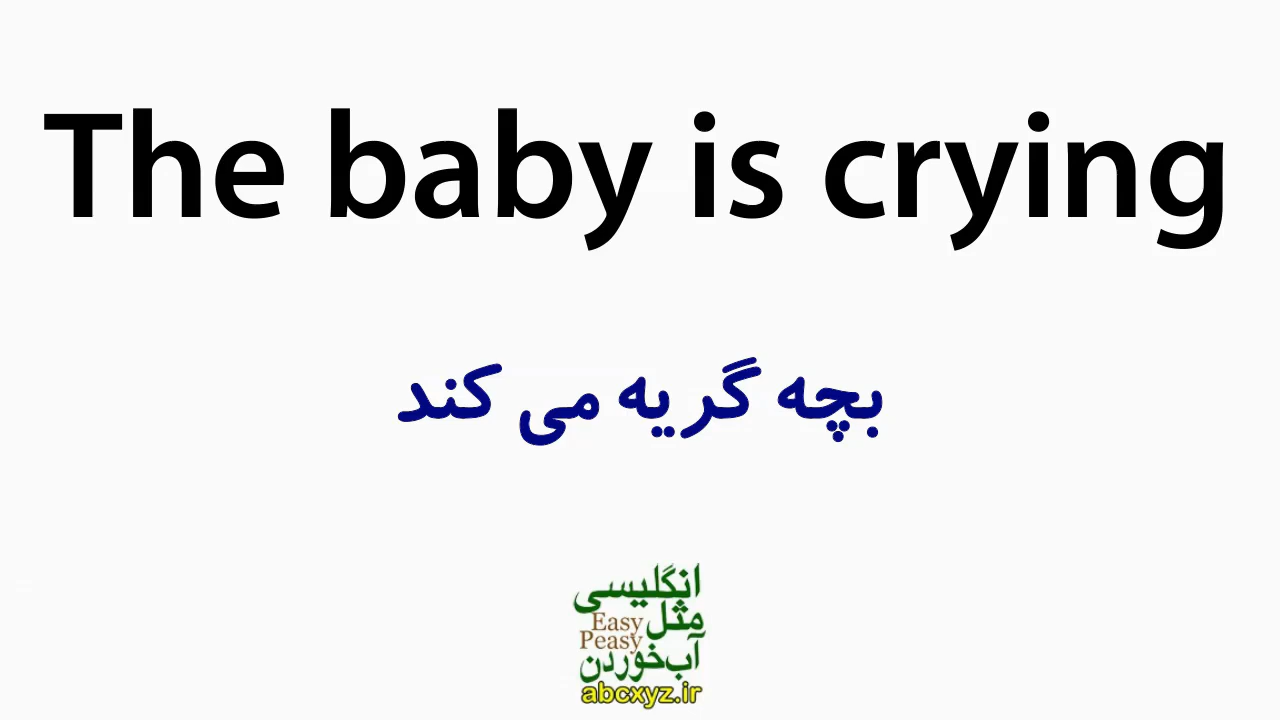 The baby is crying
بچه گریه می کند
انگلیسی
مثل
Easy
Peasy
آب خوردن
abcxyz.ir